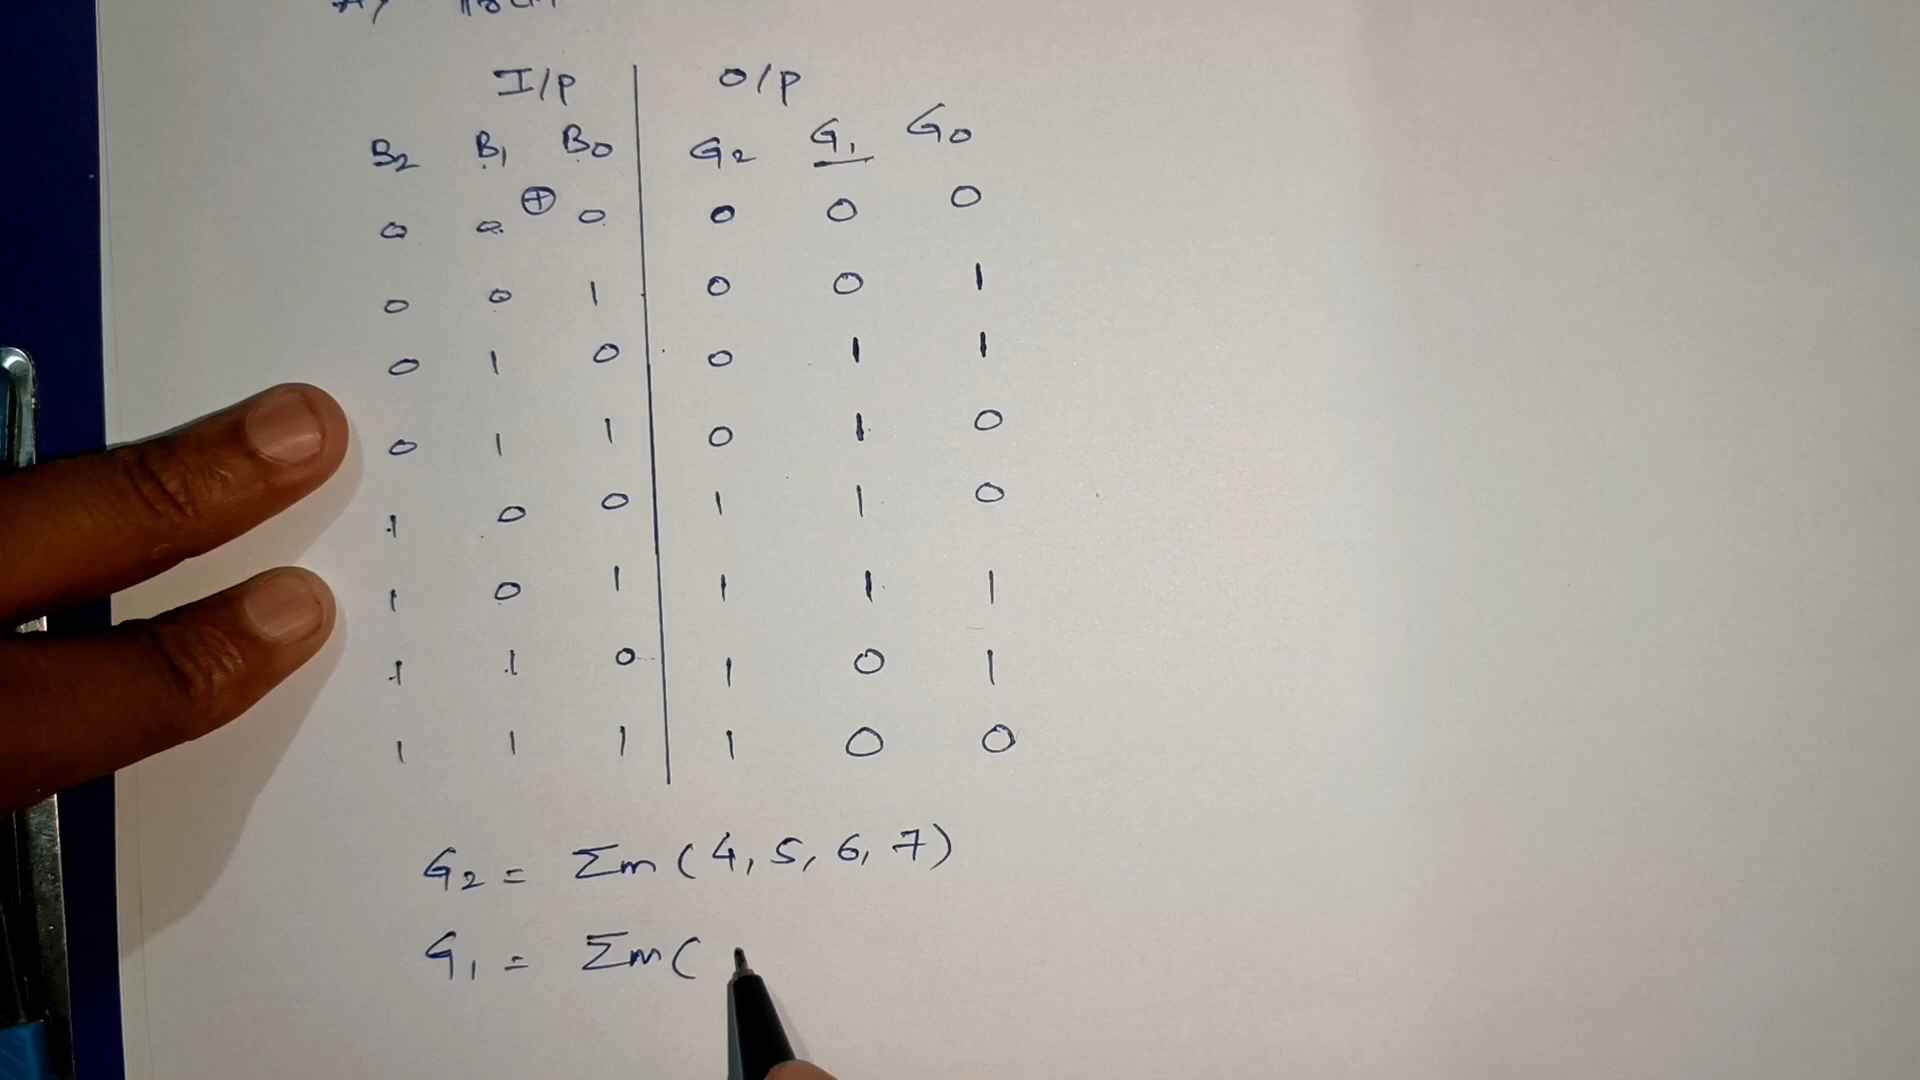 I/P O/P
B2 B1 B0 G2 G1 G0
0 0 ⊕ 0 0 0 0
0 0 1 0 0 1
0 1 0 0 1 1
0 1 1 0 1 0
1 0 0 1 1 0
1 0 1 1 1 1
1 1 0 1 0 1
1 1 1 1 0 0
G2 = Σm (4, 5, 6, 7)
G1 = Σm (